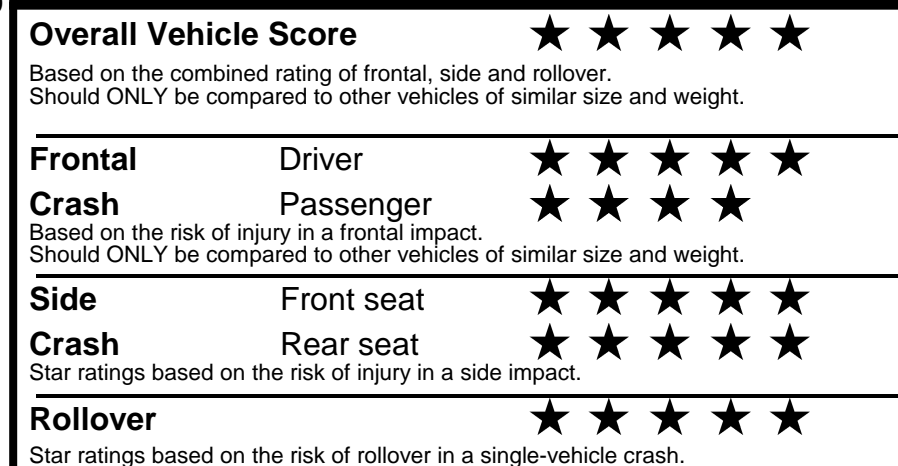 Overall Vehicle Score ★ ★ ★ ★ ★
Based on the combined rating of frontal, side and rollover.
Should ONLY be compared to other vehicles of similar size and weight.
Frontal Driver ★ ★ ★ ★ ★
Crash Passenger ★ ★ ★ ★
Based on the risk of injury in a frontal impact.
Should ONLY be compared to other vehicles of similar size and weight.
Side Front seat ★ ★ ★ ★ ★
Crash Rear seat ★ ★ ★ ★ ★
Star ratings based on the risk of injury in a side impact.
Rollover ★ ★ ★ ★ ★
Star ratings based on the risk of rollover in a single-vehicle crash.